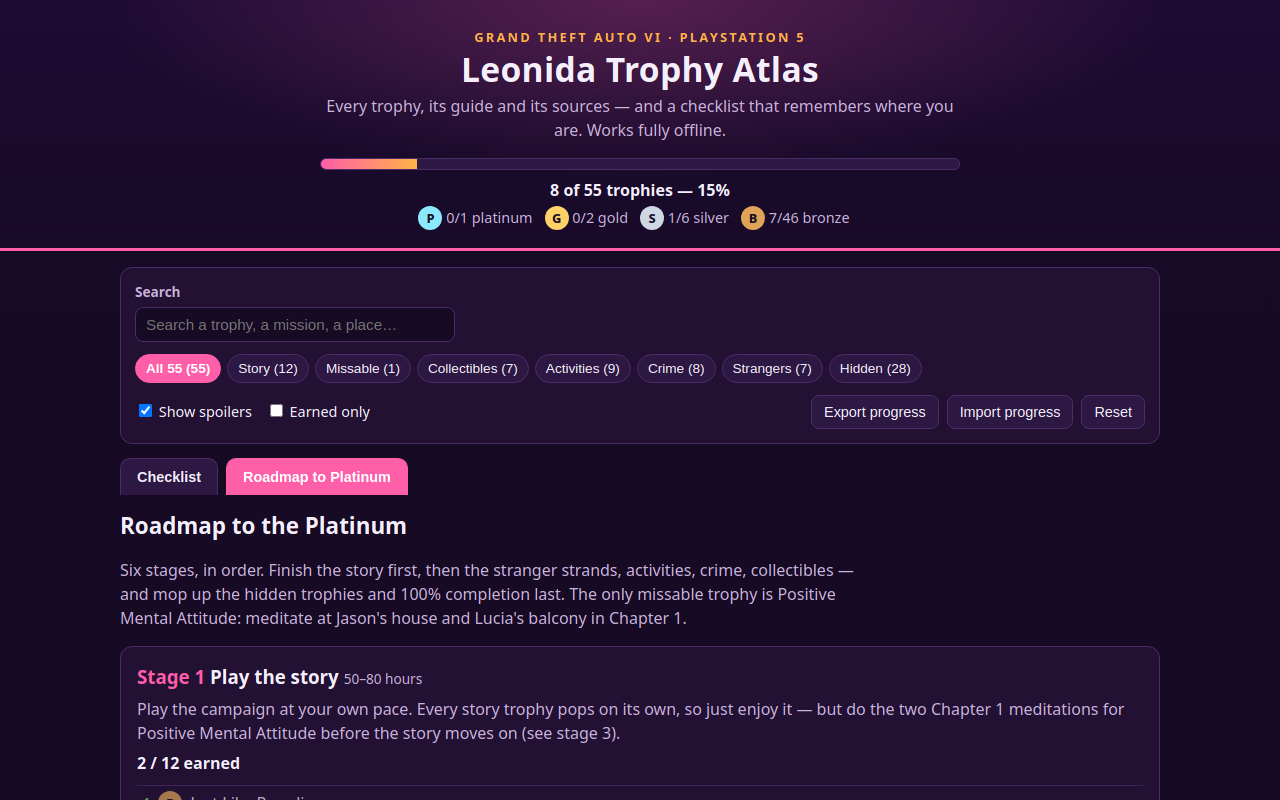 GRAND THEFT AUTO VI · PLAYSTATION 5
Leonida Trophy Atlas
Every trophy, its guide and its sources — and a checklist that remembers where you
are. Works fully offline.
8 of 55 trophies — 15%
P 0/1 platinum G 0/2 gold S 1/6 silver B 7/46 bronze
Search
Search a trophy, a mission, a place…
All 55 (55) Story (12) Missable (1) Collectibles (7) Activities (9) Crime (8) Strangers (7) Hidden (28)
Show spoilers Earned only Export progress Import progress Reset
Checklist Roadmap to Platinum
Roadmap to the Platinum
Six stages, in order. Finish the story first, then the stranger strands, activities, crime, collectibles —
and mop up the hidden trophies and 100% completion last. The only missable trophy is Positive
Mental Attitude: meditate at Jason's house and Lucia's balcony in Chapter 1.
Stage 1 Play the story 50–80 hours
Play the campaign at your own pace. Every story trophy pops on its own, so just enjoy it — but do the two Chapter 1 meditations for
Positive Mental Attitude before the story moves on (see stage 3).
2 / 12 earned